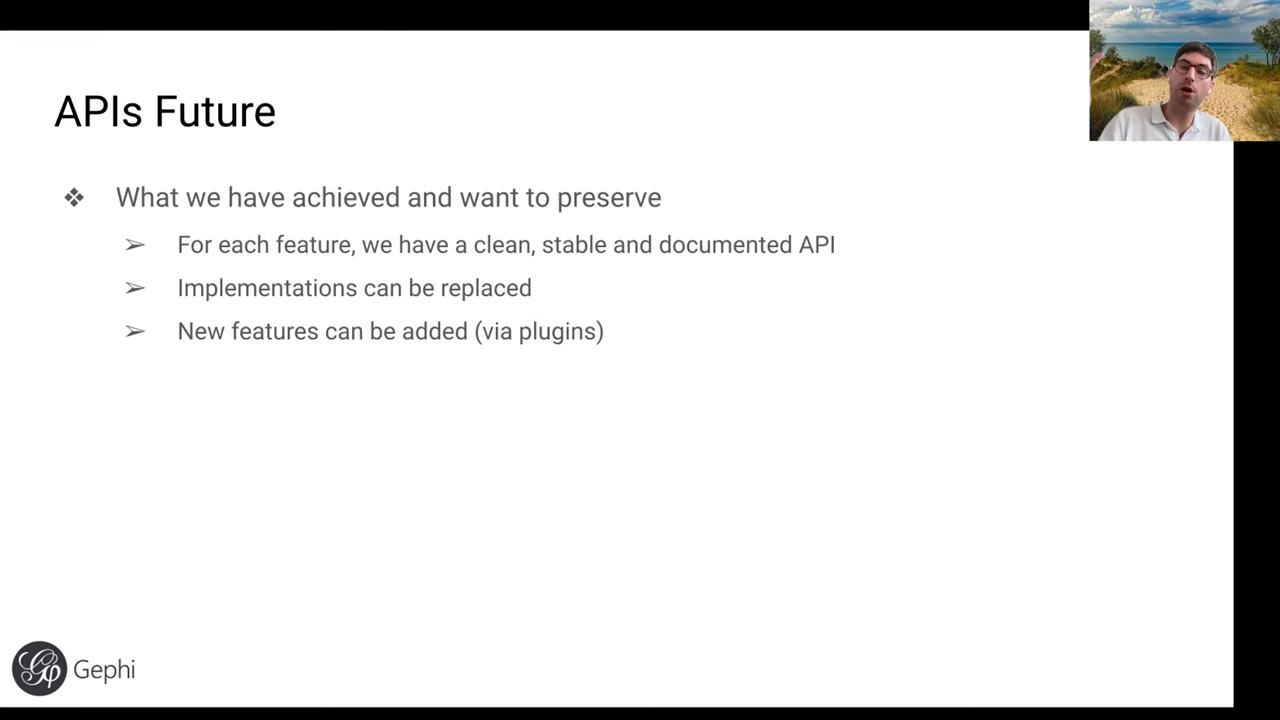 APIs Future
❖ What we have achieved and want to preserve
➢ For each feature, we have a clean, stable and documented API
➢ Implementations can be replaced
➢ New features can be added (via plugins)
Gephi